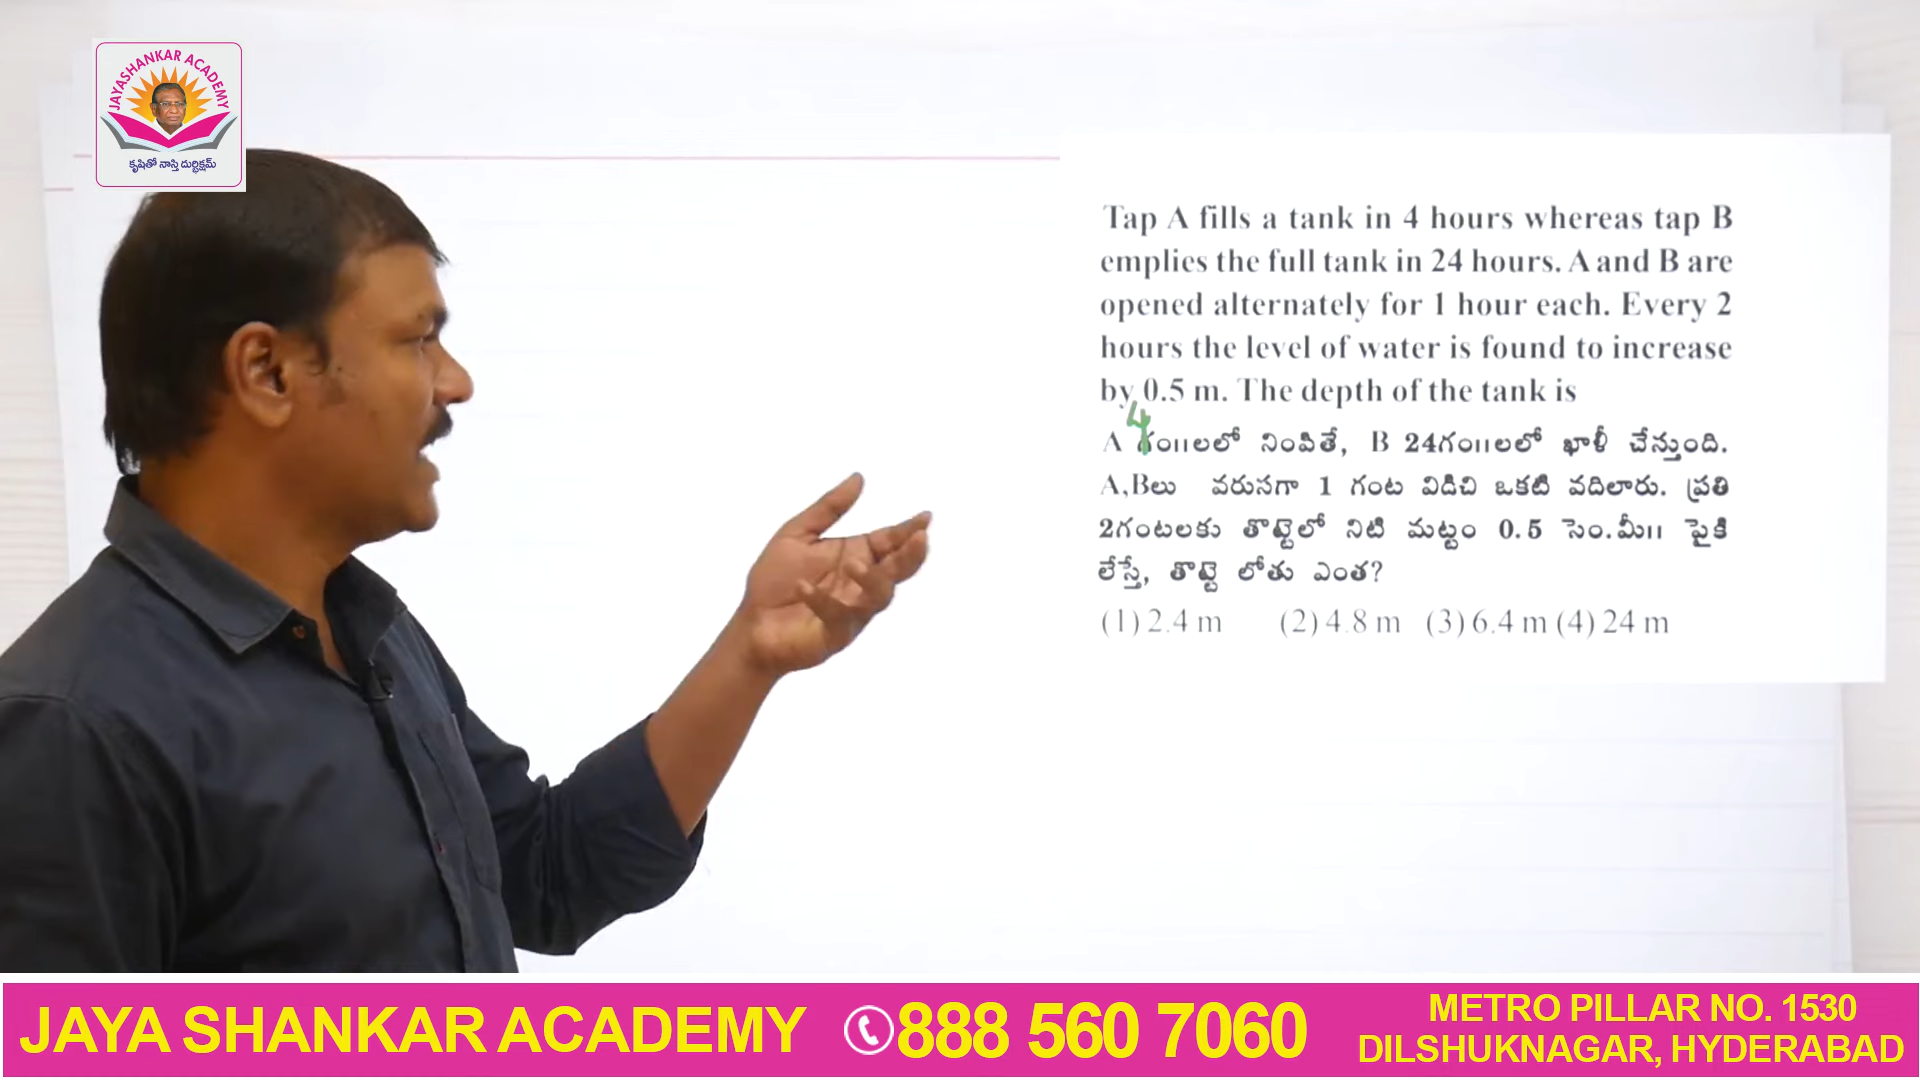 JAYASHANKAR ACADEMY
కృషితో నాస్తి దుర్భిక్షమ్
Tap A fills a tank in 4 hours whereas tap B
emplies the full tank in 24 hours. A and B are
opened alternately for 1 hour each. Every 2
hours the level of water is found to increase
by 0.5 m. The depth of the tank is
4
A గం॥లలో నింపితే, B 24గం॥లలో ఖాళీ చేస్తుంది.
A,Bలు వరుసగా 1 గంట విడిచి ఒకటి వదిలారు. ప్రతి
2గంటలకు తొట్టెలో నిటి మట్టం 0.5 సెం.మీ॥ పైకి
లేస్తే, తొట్టె లోతు ఎంత?
(1) 2.4 m (2) 4.8 m (3) 6.4 m (4) 24 m
JAYA SHANKAR ACADEMY 888 560 7060
METRO PILLAR NO. 1530
DILSHUKNAGAR, HYDERABAD